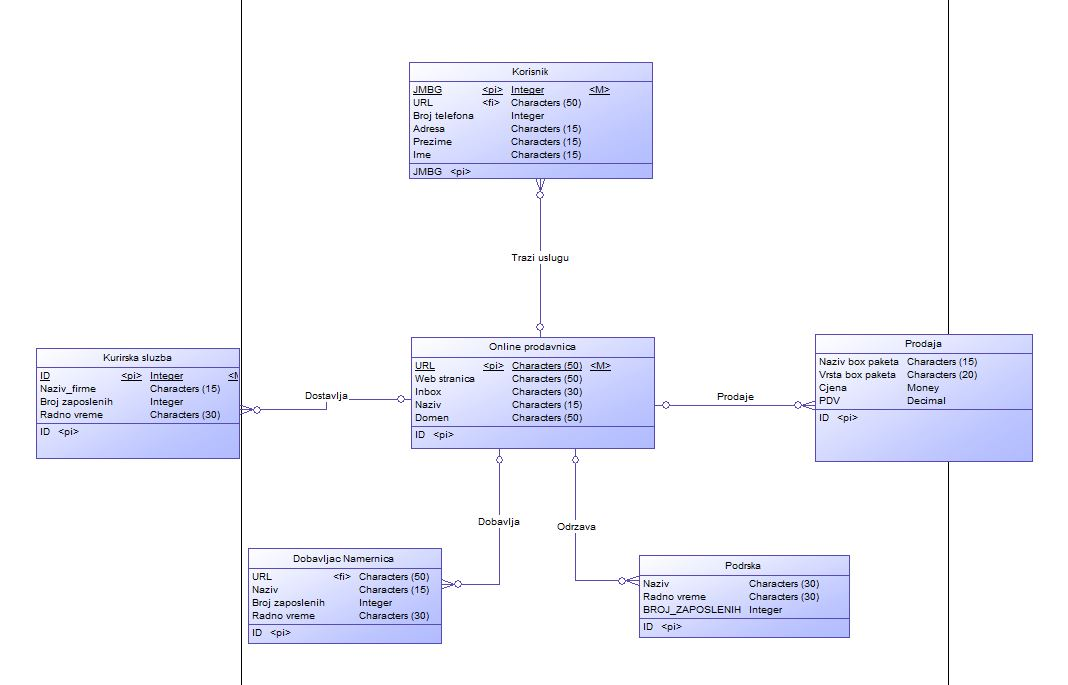 Korisnik
JMBG <pi> Integer <M>
URL <fi> Characters (50)
Broj telefona Integer
Adresa Characters (15)
Prezime Characters (15)
Ime Characters (15)
JMBG <pi>
Trazi uslugu
Kurirska sluzba
ID <pi> Integer <M
Naziv_firme Characters (15)
Broj zaposlenih Integer
Radno vreme Characters (30)
ID <pi>
Dostavlja
Online prodavnica
URL <pi> Characters (50) <M>
Web stranica Characters (50)
Inbox Characters (30)
Naziv Characters (15)
Domen Characters (50)
ID <pi>
Prodaje
Prodaja
Naziv box paketa Characters (15)
Vrsta box paketa Characters (20)
Cjena Money
PDV Decimal
ID <pi>
Dobavlja
Odrzava
Dobavljac Namernica
URL <fi> Characters (50)
Naziv Characters (15)
Broj zaposlenih Integer
Radno vreme Characters (30)
ID <pi>
Podrska
Naziv Characters (30)
Radno vreme Characters (30)
BROJ_ZAPOSLENIH Integer
ID <pi>